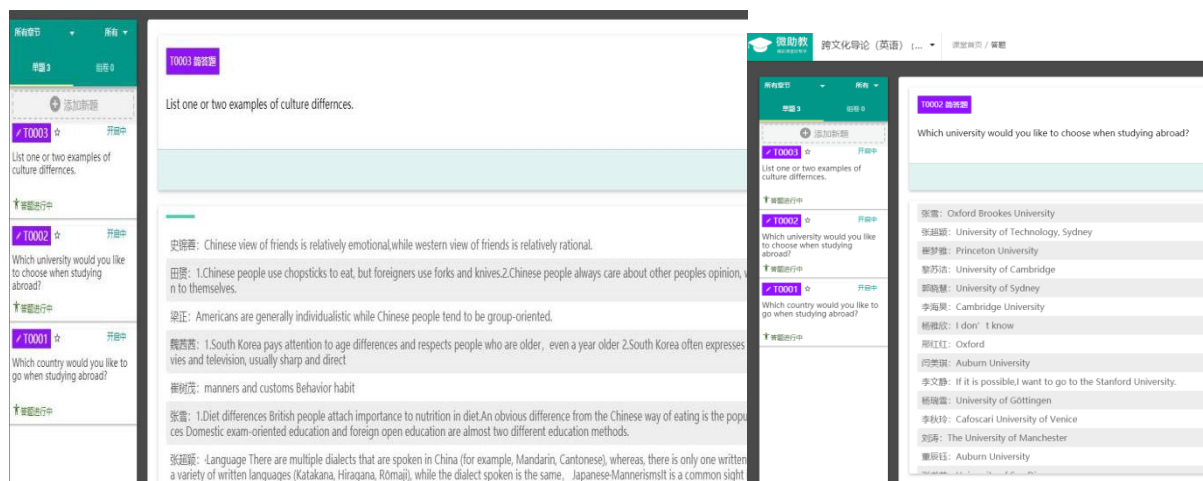 所有章节 所有
单题 3 组卷 0
添加新题
T0003 开启中
List one or two examples of
culture differnces.
答题进行中
T0002 开启中
Which university would you like
to choose when studying
abroad?
答题进行中
T0001 开启中
Which country would you like to
go when studying abroad?
答题进行中
T0003 简答题
List one or two examples of culture differnces.
史锦善: Chinese view of friends is relatively emotional,while western view of friends is relatively rational.
田赟: 1.Chinese people use chopsticks to eat, but foreigners use forks and knives.2.Chinese people always care about other peoples opinion,
n to themselves.
梁正: Americans are generally individualistic while Chinese people tend to be group-oriented.
魏茜茜: 1.South Korea pays attention to age differences and respects people who are older, even a year older 2.South Korea often expresses
vies and television, usually sharp and direct
崔树茂: manners and customs Behavior habit
张雪: 1.Diet differences British people attach importance to nutrition in diet.An obvious difference from the Chinese way of eating is the popu
ces Domestic exam-oriented education and foreign open education are almost two different education methods.
张超颖: -Language There are multiple dialects that are spoken in China (for example, Mandarin, Cantonese), whereas, there is only one written
a variety of written languages (Katakana, Hiragana, Rōmaji), while the dialect spoken is the same, Japanese-MannerismsIt is a common sight
微助教 跨文化导论（英语） (... 课堂首页 / 答题
所有章节 所有
单题 3 组卷 0
添加新题
T0003 开启中
List one or two examples of
culture differnces.
答题进行中
T0002 开启中
Which university would you like
to choose when studying
abroad?
答题进行中
T0001 开启中
Which country would you like to
go when studying abroad?
答题进行中
T0002 简答题
Which university would you like to choose when studying abroad?
张雪: Oxford Brookes University
张超颖: University of Technology, Sydney
崔梦雅: Princeton University
黎苏洁: University of Cambridge
郭晓慧: University of Sydney
李海昊: Cambridge University
杨雅欣: I don't know
邢红红: Oxford
闫美琪: Auburn University
李文静: If it is possible,I want to go to the Stanford University.
杨瑞雪: University of Göttingen
李秋玲: Cafoscari University of Venice
刘涛: The University of Manchester
董辰钰: Auburn University